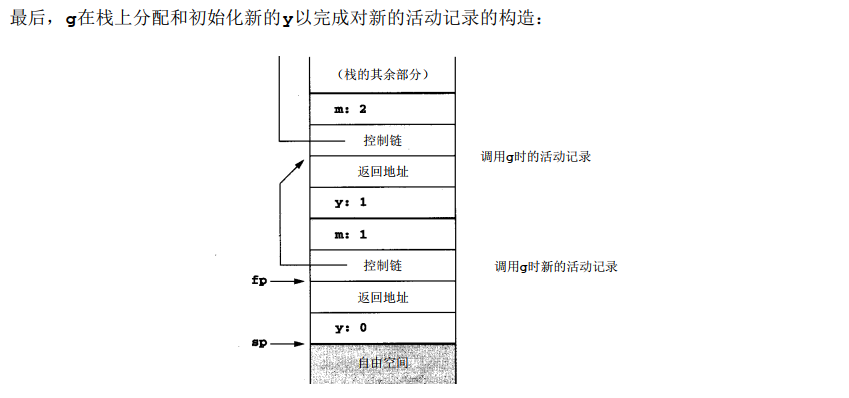 最后，g在栈上分配和初始化新的y以完成对新的活动记录的构造：
（栈的其余部分）
m: 2
控制链
调用g时的活动记录
返回地址
y: 1
m: 1
控制链
调用g时新的活动记录
fp
返回地址
y: 0
sp
自由空间